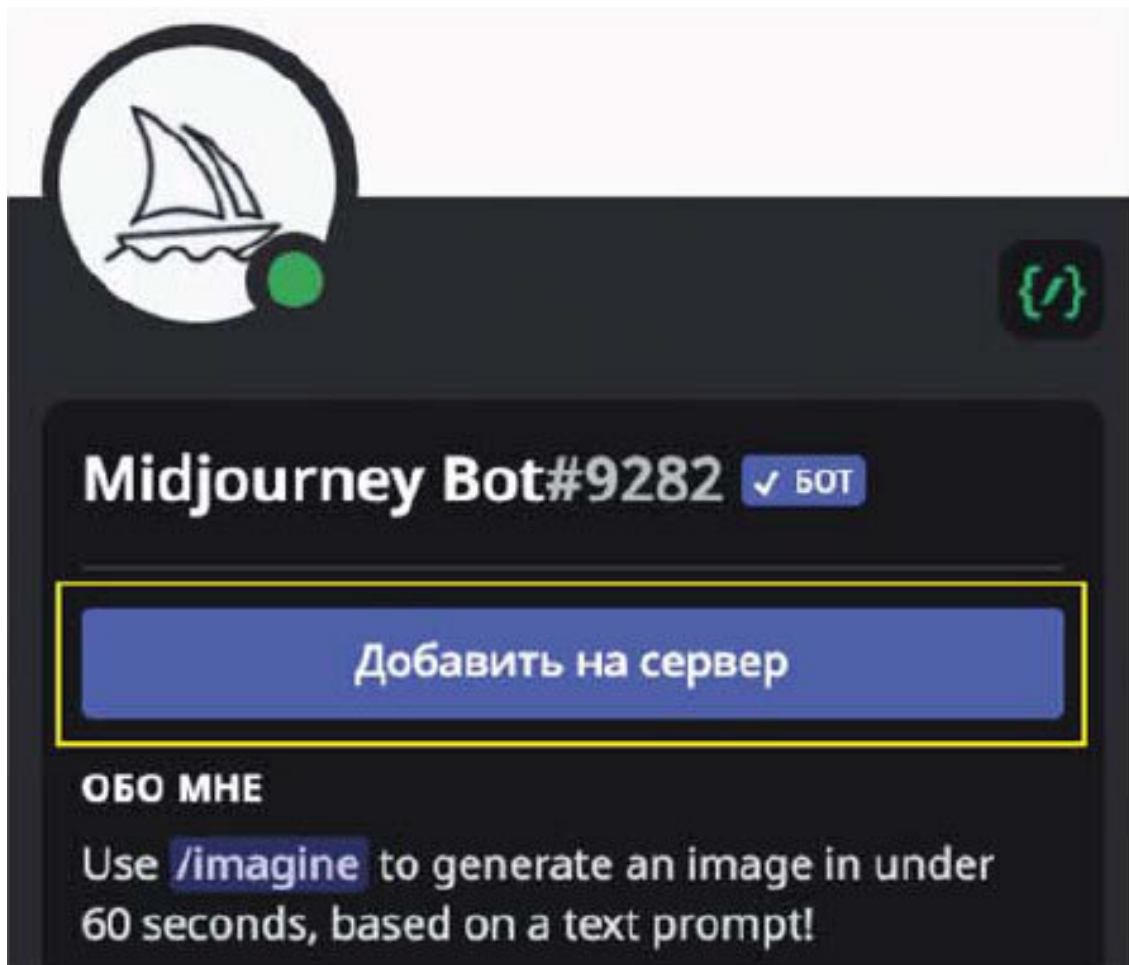 Midjourney Bot#9282 ✓ БОТ
Добавить на сервер
ОБО МНЕ
Use /imagine to generate an image in under
60 seconds, based on a text prompt!